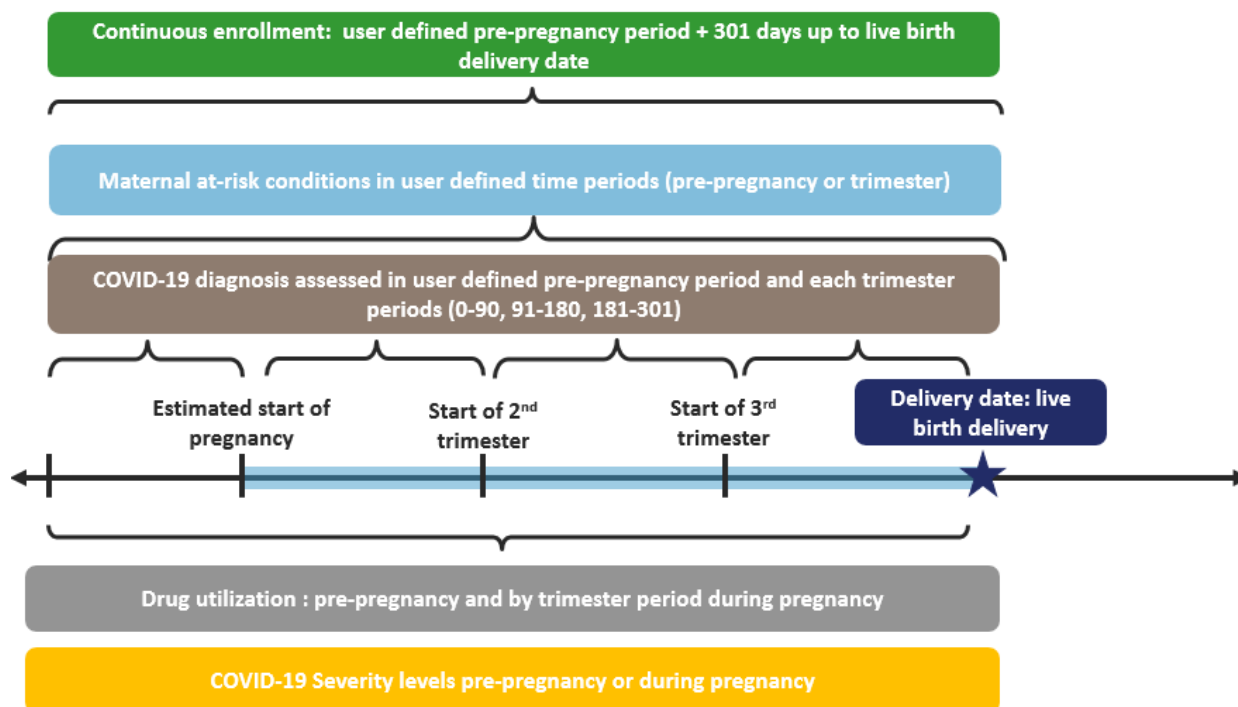 Continuous enrollment: user defined pre-pregnancy period + 301 days up to live birth
delivery date
Maternal at-risk conditions in user defined time periods (pre-pregnancy or trimester)
COVID-19 diagnosis assessed in user defined pre-pregnancy period and each trimester
periods (0-90, 91-180, 181-301)
Estimated start of
pregnancy
Start of 2nd
trimester
Start of 3rd
trimester
Delivery date: live
birth delivery
Drug utilization : pre-pregnancy and by trimester period during pregnancy
COVID-19 Severity levels pre-pregnancy or during pregnancy